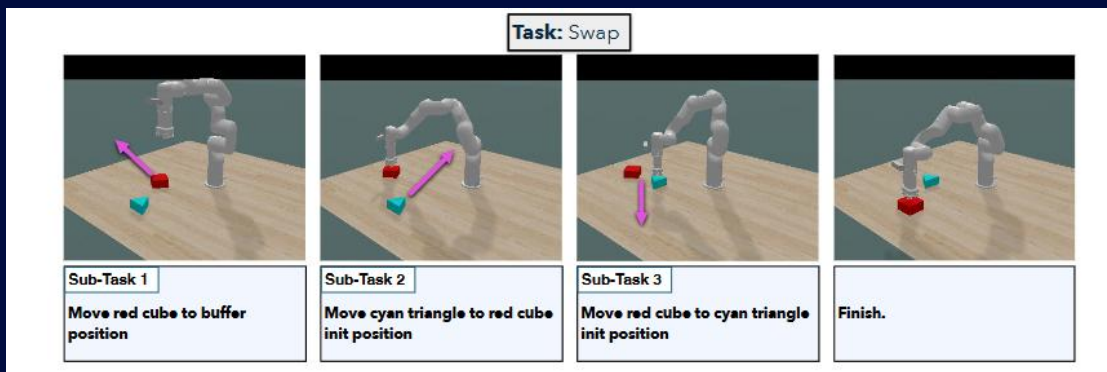 Task: Swap
Sub-Task 1
Move red cube to buffer
position
Sub-Task 2
Move cyan triangle to red cube
init position
Sub-Task 3
Move red cube to cyan triangle
init position
Finish.